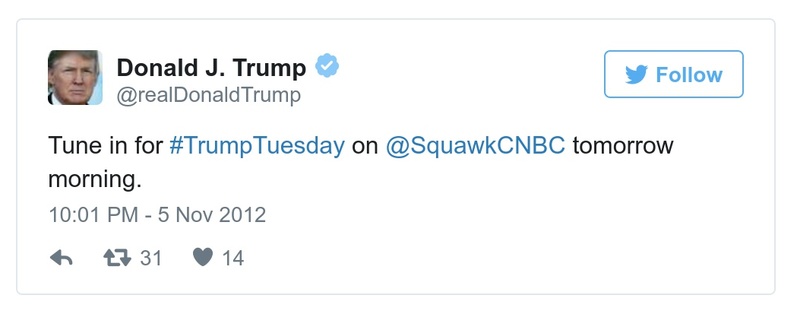 Donald J. Trump
@realDonaldTrump
Follow
Tune in for #TrumpTuesday on @SquawkCNBC tomorrow
morning.
10:01 PM - 5 Nov 2012
31 14